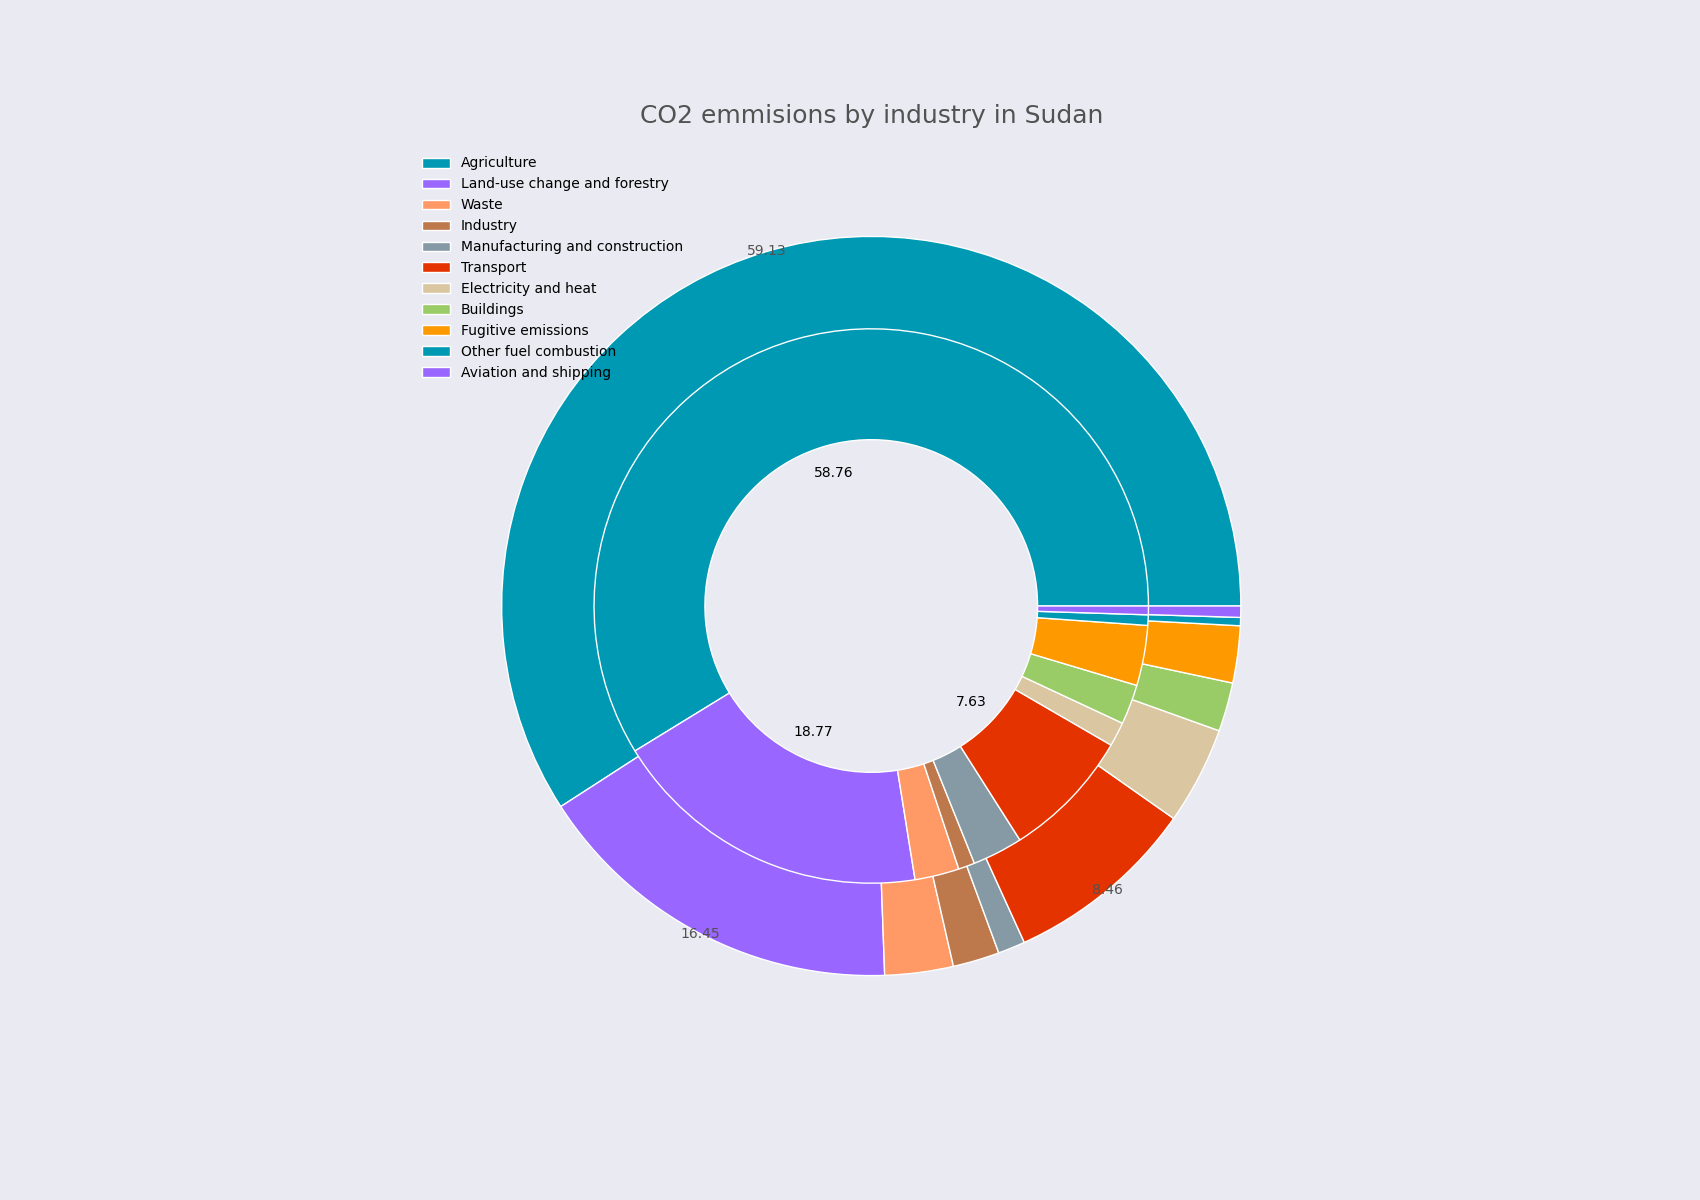 CO2 emmisions by industry in Sudan
Agriculture
Land-use change and forestry
Waste
Industry
Manufacturing and construction
Transport
Electricity and heat
Buildings
Fugitive emissions
Other fuel combustion
Aviation and shipping
59.13
58.76
7.63
18.77
8.46
16.45